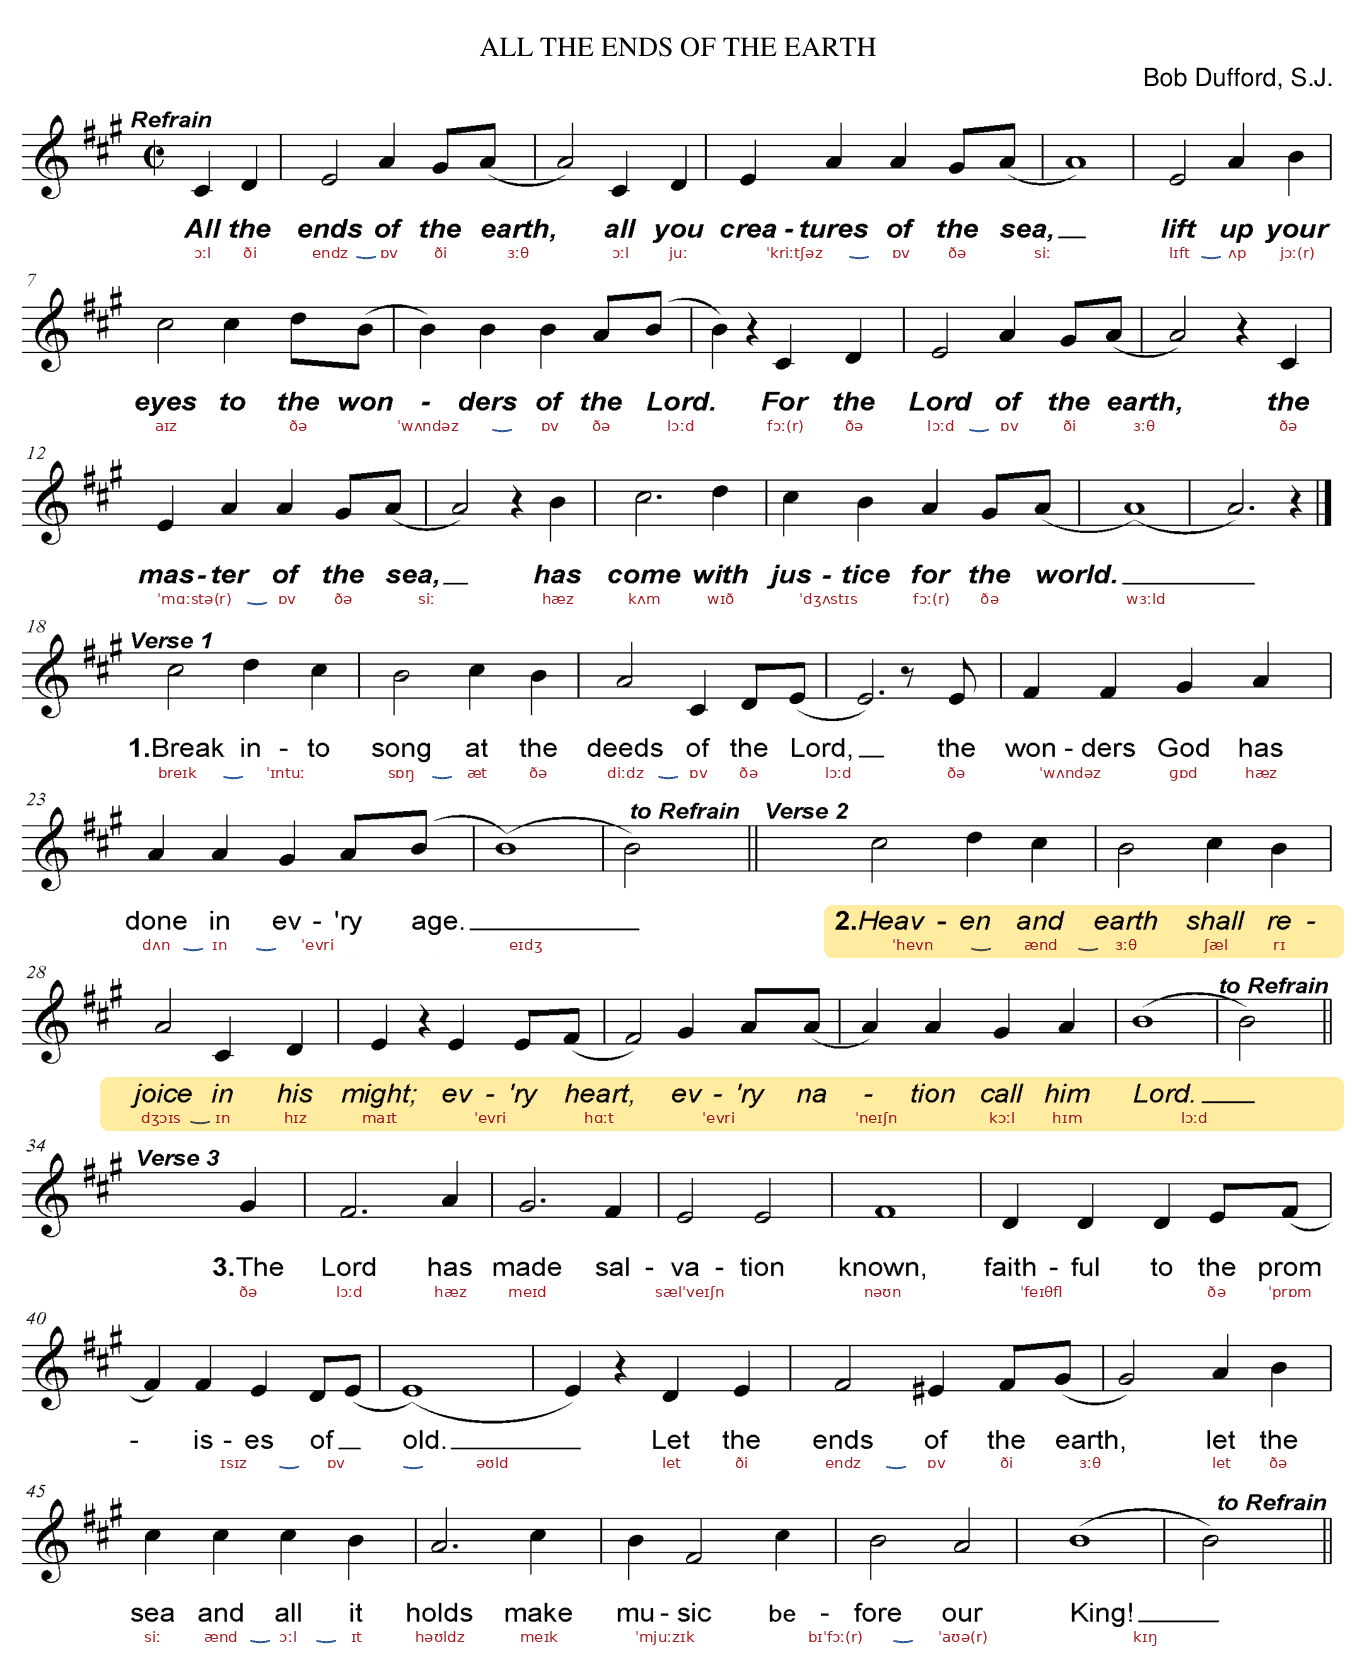 ALL THE ENDS OF THE EARTH
Bob Dufford, S.J.
Refrain
All the ends of the earth, all you crea - tures of the sea, lift up your
ɔːl ði endz ɒv ði ɜːθ ɔːl juː ˈkriːtʃəz ɒv ðə siː lɪft ʌp jɔː(r)
7
eyes to the won - ders of the Lord. For the Lord of the earth, the
aɪz ðə ˈwʌndəz ɒv ðə lɔːd fɔː(r) ðə lɔːd ɒv ði ɜːθ ðə
12
mas - ter of the sea, has come with jus - tice for the world.
ˈmɑːstə(r) ɒv ðə siː hæz kʌm wɪð ˈdʒʌstɪs fɔː(r) ðə wɜːld
18 Verse 1
1.Break in - to song at the deeds of the Lord, the won - ders God has
breɪk ˈɪntuː sɒŋ æt ðə diːdz ɒv ðə lɔːd ðə ˈwʌndəz ɡɒd hæz
23 to Refrain Verse 2
done in ev - 'ry age. 2.Heav - en and earth shall re -
dʌn ɪn ˈevri eɪdʒ ˈhevn ænd ɜːθ ʃæl rɪ
28 to Refrain
joice in his might; ev - 'ry heart, ev - 'ry na - tion call him Lord.
dʒɔɪs ɪn hɪz maɪt ˈevri hɑːt ˈevri ˈneɪʃn kɔːl hɪm lɔːd
34 Verse 3
3.The Lord has made sal - va - tion known, faith - ful to the prom
ðə lɔːd hæz meɪd sælˈveɪʃn nəʊn ˈfeɪθfl ðə ˈprɒm
40
- is - es of old. Let the ends of the earth, let the
ɪsɪz ɒv əʊld let ði endz ɒv ði ɜːθ let ðə
45 to Refrain
sea and all it holds make mu - sic be - fore our King!
siː ænd ɔːl ɪt həʊldz meɪk ˈmjuːzɪk bɪˈfɔː(r) ˈaʊə(r) kɪŋ